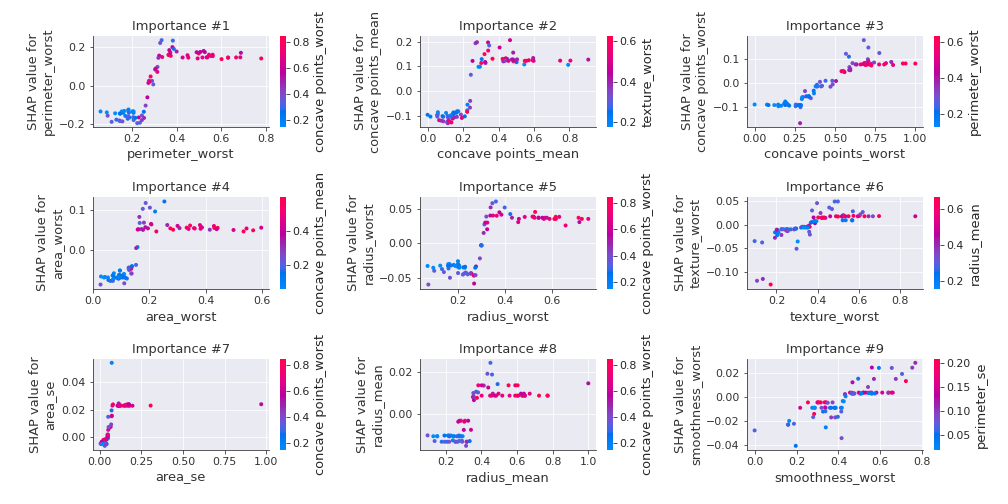 Importance #1
SHAP value for
perimeter_worst
0.2
0.0
−0.2
0.2
0.4
0.6
0.8
perimeter_worst
0.8
0.6
0.4
0.2
concave points_worst
Importance #2
SHAP value for
concave points_mean
0.2
0.1
0.0
−0.1
0.0
0.2
0.4
0.6
0.8
concave points_mean
0.6
0.4
0.2
texture_worst
Importance #3
SHAP value for
concave points_worst
0.1
0.0
−0.1
0.00
0.25
0.50
0.75
1.00
concave points_worst
0.6
0.4
0.2
perimeter_worst
Importance #4
SHAP value for
area_worst
0.1
0.0
0.0
0.2
0.4
0.6
area_worst
0.4
0.2
concave points_mean
Importance #5
SHAP value for
radius_worst
0.05
0.00
−0.05
0.2
0.4
0.6
radius_worst
0.8
0.6
0.4
0.2
concave points_worst
Importance #6
SHAP value for
texture_worst
0.05
0.00
−0.05
−0.10
0.2
0.4
0.6
0.8
texture_worst
0.6
0.4
0.2
radius_mean
Importance #7
SHAP value for
area_se
0.04
0.02
0.00
0.00
0.25
0.50
0.75
1.00
area_se
0.8
0.6
0.4
0.2
concave points_worst
Importance #8
SHAP value for
radius_mean
0.02
0.00
0.2
0.4
0.6
0.8
1.0
radius_mean
0.8
0.6
0.4
0.2
concave points_worst
Importance #9
SHAP value for
smoothness_worst
0.02
0.00
−0.02
−0.04
0.0
0.2
0.4
0.6
0.8
smoothness_worst
0.20
0.15
0.10
0.05
perimeter_se